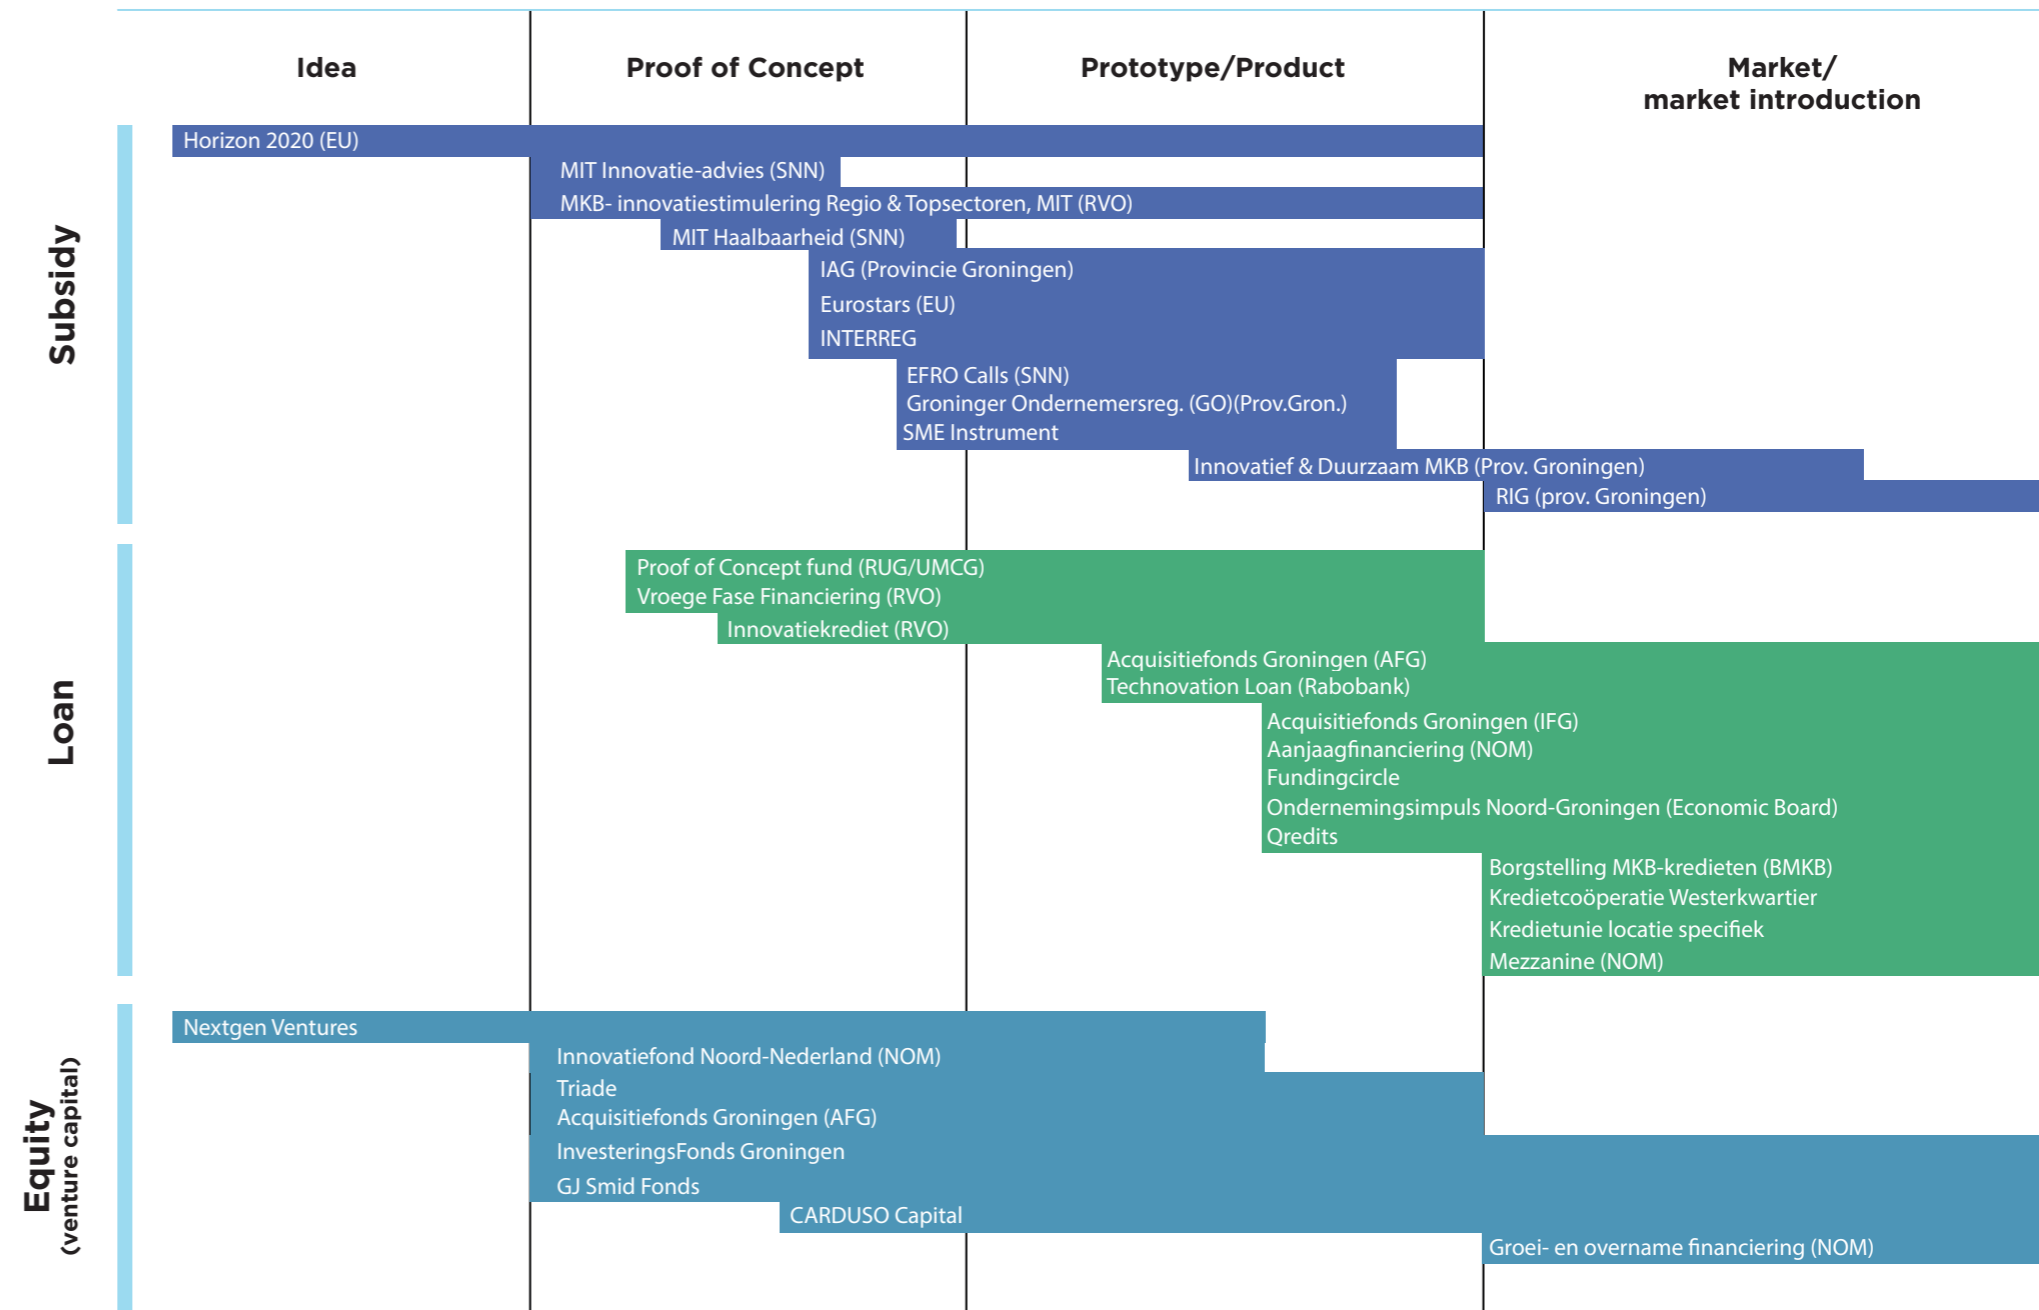 Idea
Proof of Concept
Prototype/Product
Market/
market introduction
Subsidy
Horizon 2020 (EU)
MIT Innovatie-advies (SNN)
MKB- innovatiestimulering Regio & Topsectoren, MIT (RVO)
MIT Haalbaarheid (SNN)
IAG (Provincie Groningen)
Eurostars (EU)
INTERREG
EFRO Calls (SNN)
Groninger Ondernemersreg. (GO)(Prov.Gron.)
SME Instrument
Innovatief & Duurzaam MKB (Prov. Groningen)
RIG (prov. Groningen)
Loan
Proof of Concept fund (RUG/UMCG)
Vroege Fase Financiering (RVO)
Innovatiekrediet (RVO)
Acquisitiefonds Groningen (AFG)
Technovation Loan (Rabobank)
Acquisitiefonds Groningen (IFG)
Aanjaagfinanciering (NOM)
Fundingcircle
Ondernemingsimpuls Noord-Groningen (Economic Board)
Qredits
Borgstelling MKB-kredieten (BMKB)
Kredietcoöperatie Westerkwartier
Kredietunie locatie specifiek
Mezzanine (NOM)
Equity
(venture capital)
Nextgen Ventures
Innovatiefond Noord-Nederland (NOM)
Triade
Acquisitiefonds Groningen (AFG)
InvesteringsFonds Groningen
GJ Smid Fonds
CARDUSO Capital
Groei- en overname financiering (NOM)